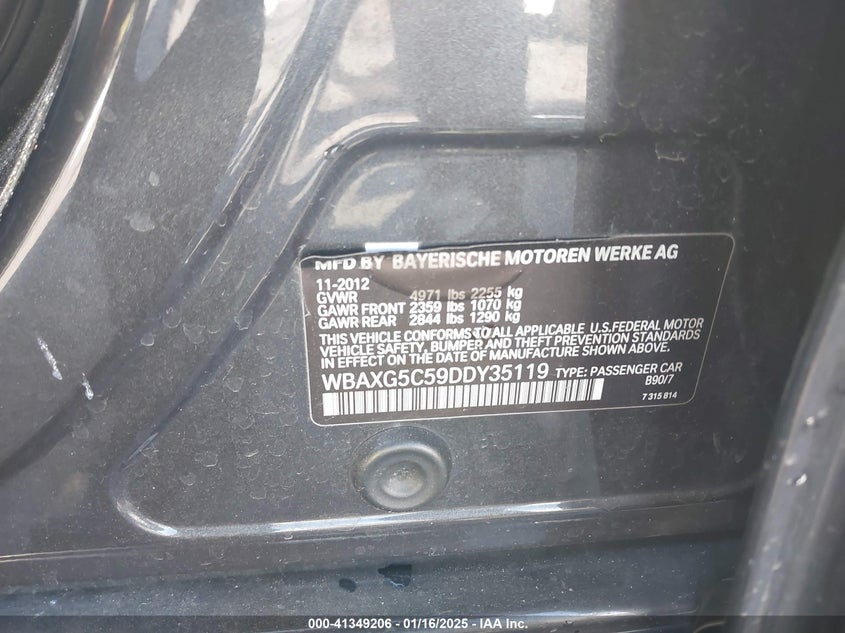 MFD BY BAYERISCHE MOTOREN WERKE AG
11-2012
GVWR 4971 lbs 2255 kg
GAWR FRONT 2359 lbs 1070 kg
GAWR REAR 2844 lbs 1290 kg
THIS VEHICLE CONFORMS TO ALL APPLICABLE U.S.FEDERAL MOTOR
VEHICLE SAFETY, BUMPER AND THEFT PREVENTION STANDARDS
IN EFFECT ON THE DATE OF MANUFACTURE SHOWN ABOVE.
WBAXG5C59DDY35119 TYPE: PASSENGER CAR
B90/7
7 315 814
000-41349206 - 01/16/2025 - IAA Inc.